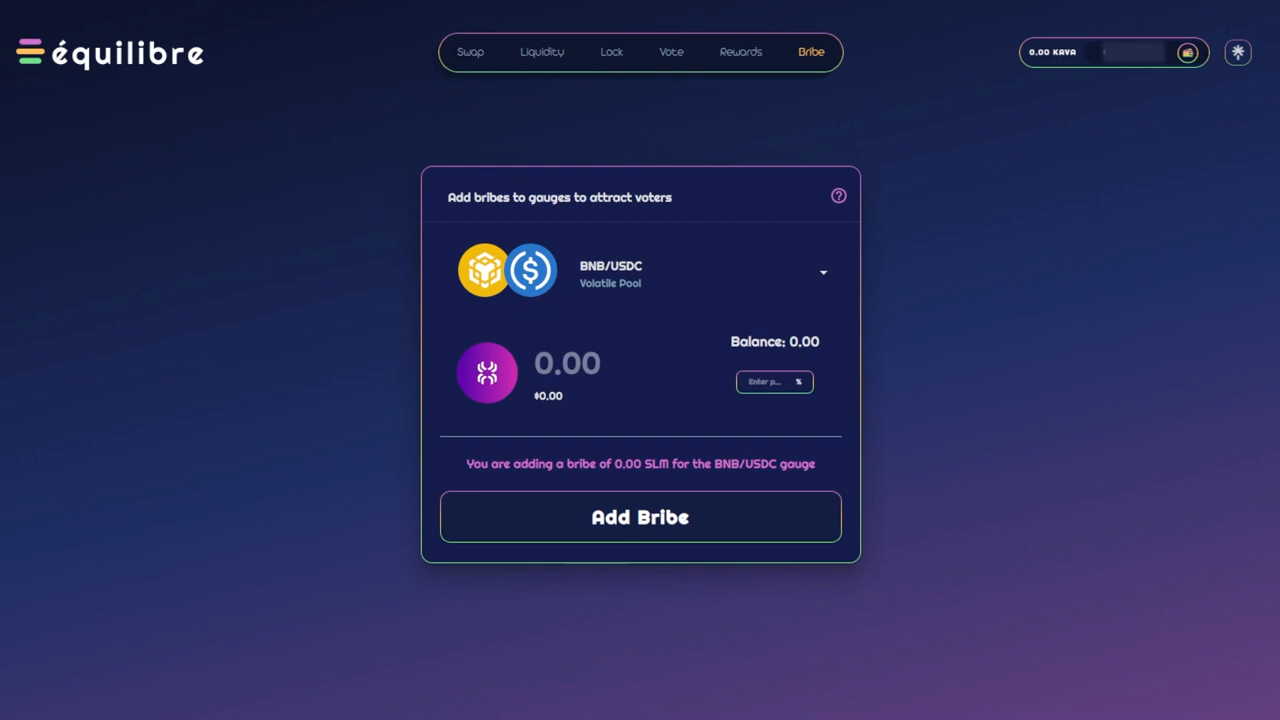 équilibre
Swap Liquidity Lock Vote Rewards Bribe
0.00 KAVA
Add bribes to gauges to attract voters
BNB/USDC
Volatile Pool
Balance: 0.00
0.00
Enter p... %
$0.00
You are adding a bribe of 0.00 SLM for the BNB/USDC gauge
Add Bribe